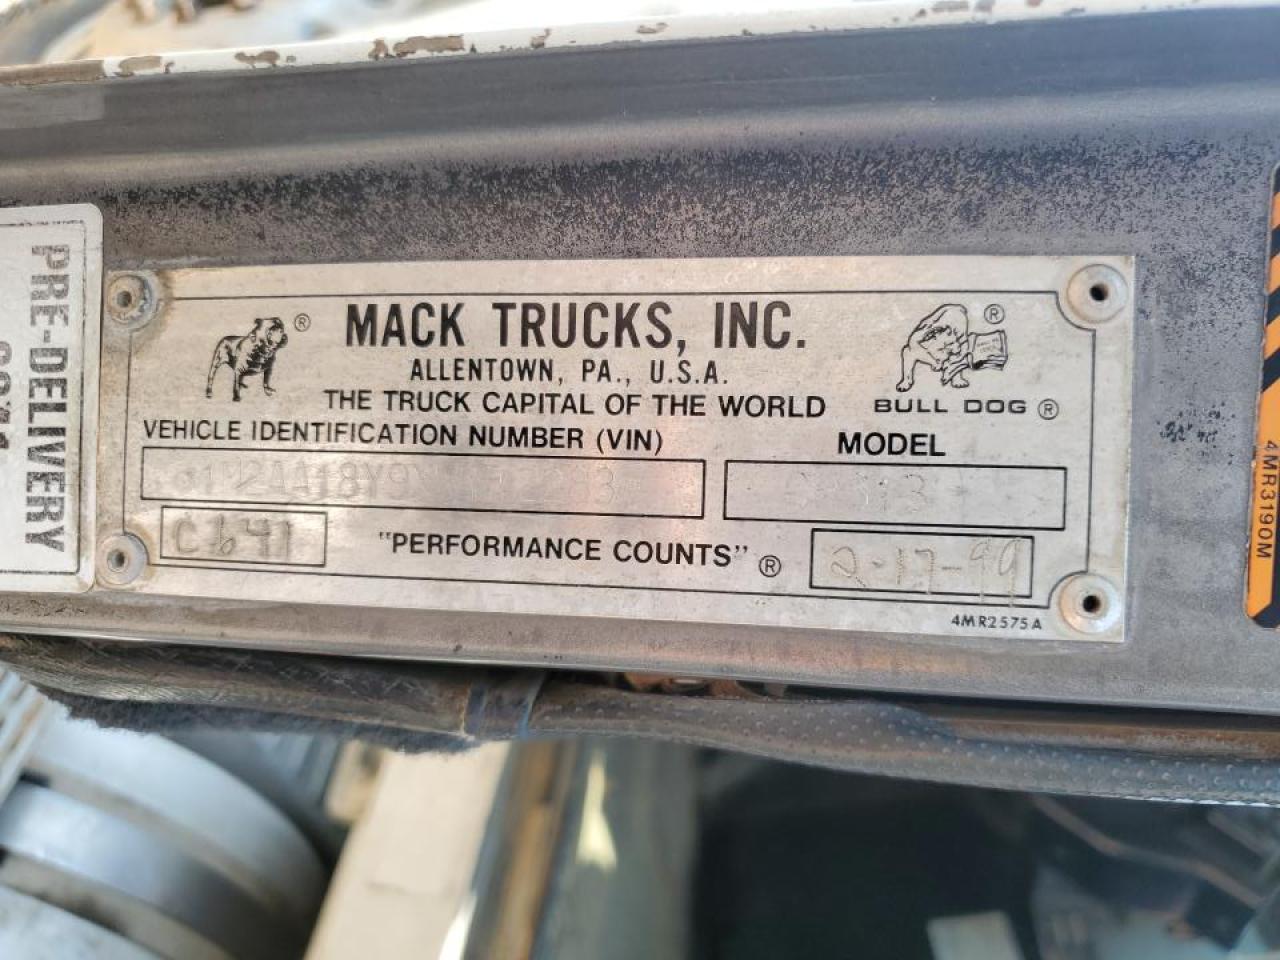 PRE-DELIVERY
MACK TRUCKS, INC.
ALLENTOWN, PA., U.S.A.
THE TRUCK CAPITAL OF THE WORLD
BULL DOG ®
VEHICLE IDENTIFICATION NUMBER (VIN)
MODEL
C641
"PERFORMANCE COUNTS" ®
2-17-99
4MR2575A
4MR3190M